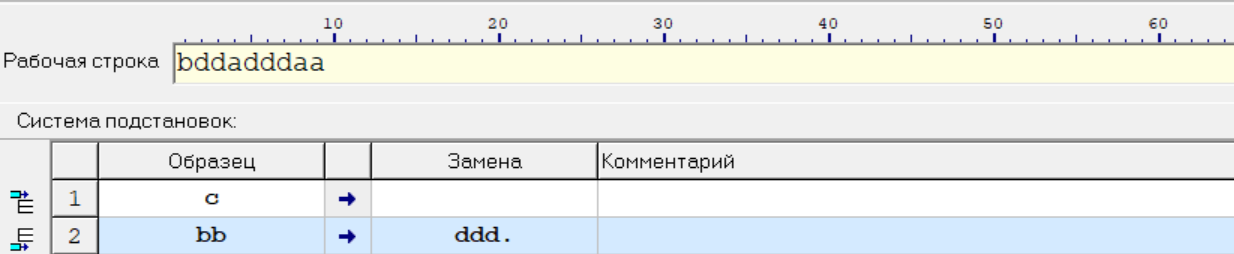 10 20 30 40 50 60
Рабочая строка bddadddaa
Система подстановок:
Образец Замена Комментарий
1 c →
2 bb → ddd.